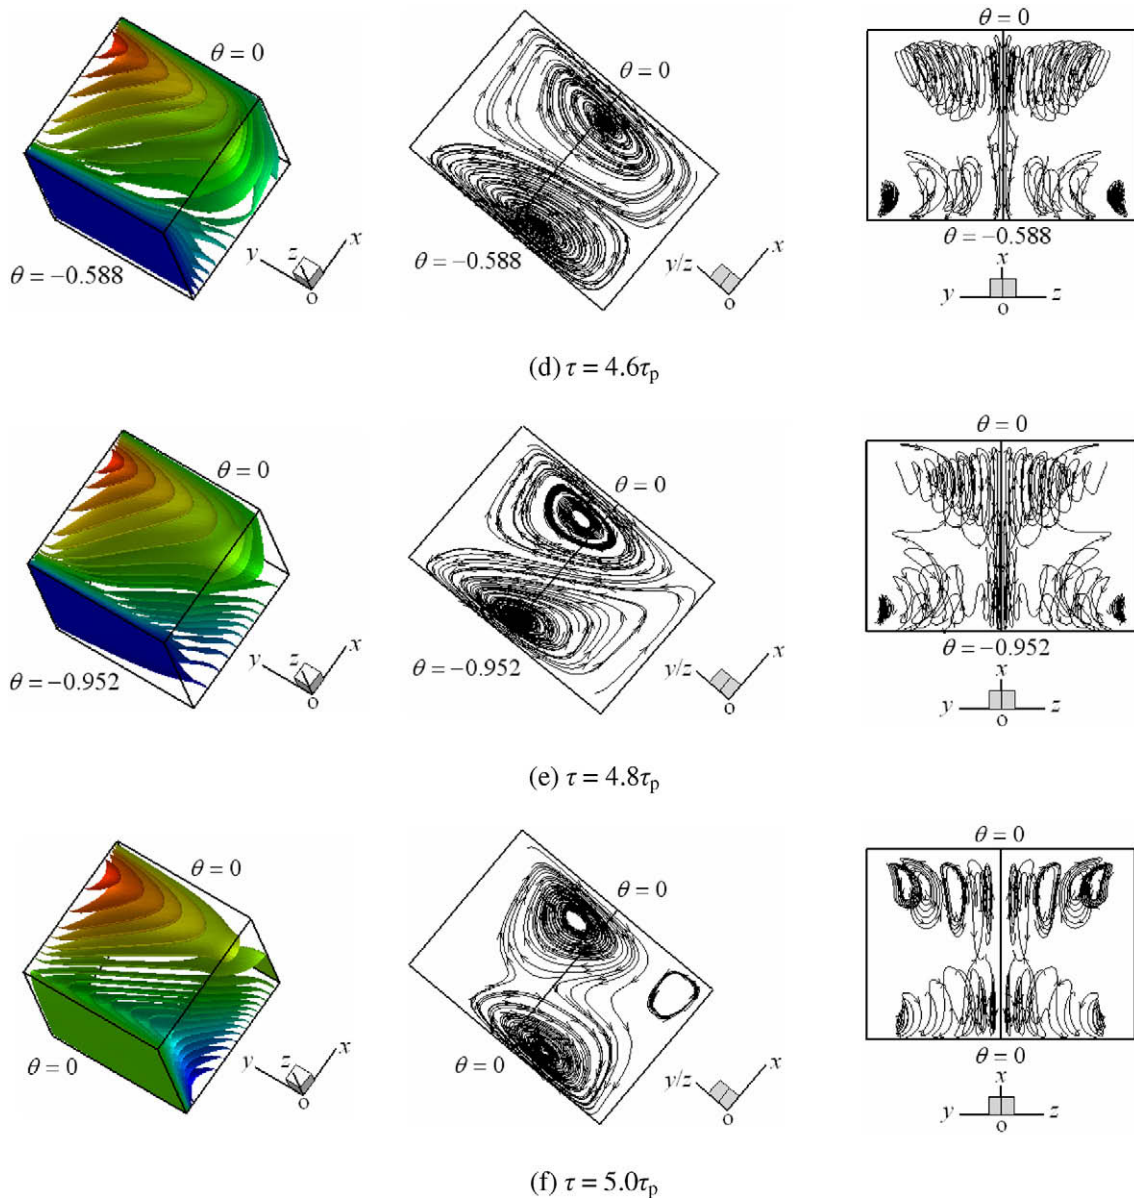 θ = 0
θ = 0
θ = 0
θ = −0.588
y z x o
θ = −0.588
y/z x o
θ = −0.588
x
y o z
(d) τ = 4.6τp
θ = 0
θ = 0
θ = 0
θ = −0.952
y z x o
θ = −0.952
y/z x o
θ = −0.952
x
y o z
(e) τ = 4.8τp
θ = 0
θ = 0
θ = 0
θ = 0
y z x o
θ = 0
y/z x o
θ = 0
x
y o z
(f) τ = 5.0τp